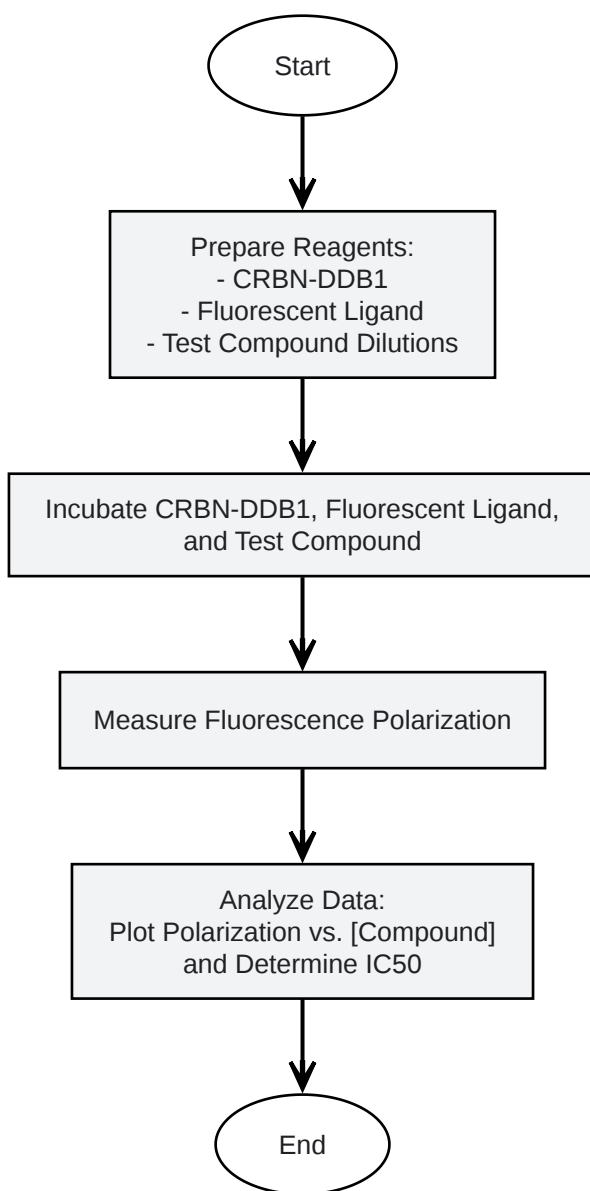 Start
Prepare Reagents:
- CRBN-DDB1
- Fluorescent Ligand
- Test Compound Dilutions
Incubate CRBN-DDB1, Fluorescent Ligand,
and Test Compound
Measure Fluorescence Polarization
Analyze Data:
Plot Polarization vs. [Compound]
and Determine IC50
End